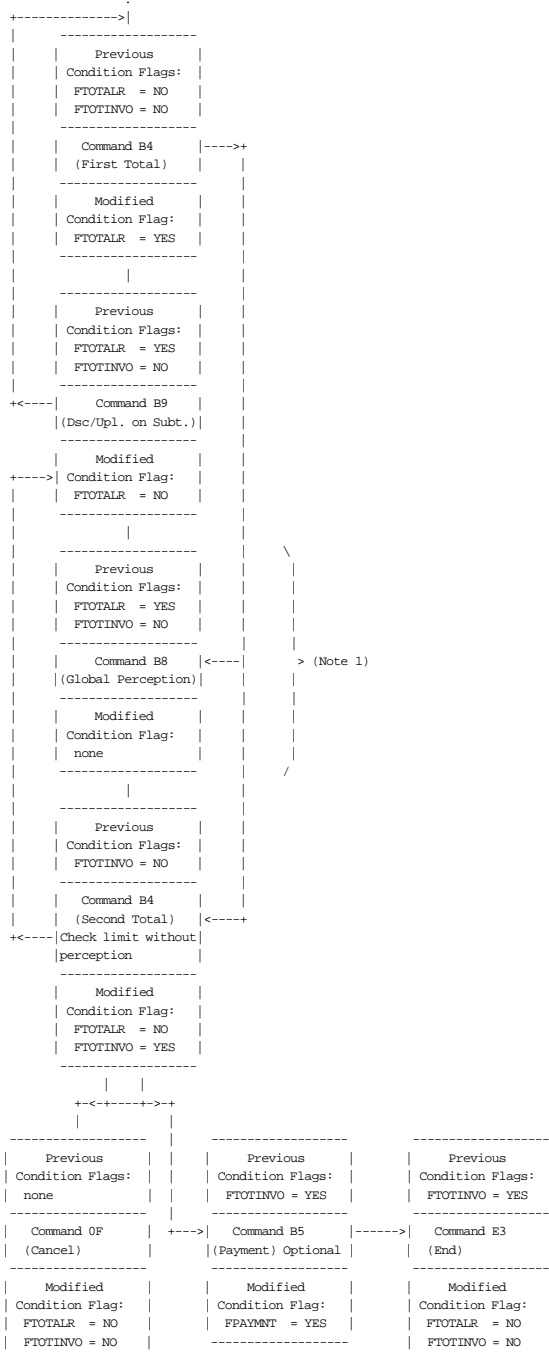 Previous
Condition Flags:
FTOTALR = NO
FTOTINVO = NO
Command B4
(First Total)
Modified
Condition Flag:
FTOTALR = YES
Previous
Condition Flags:
FTOTALR = YES
FTOTINVO = NO
Command B9
(Dsc/Upl. on Subt.)
Modified
Condition Flag:
FTOTALR = NO
Previous
Condition Flags:
FTOTALR = YES
FTOTINVO = NO
Command B8
(Global Perception)
> (Note 1)
Modified
Condition Flag:
none
Previous
Condition Flags:
FTOTINVO = NO
Command B4
(Second Total)
Check limit without
perception
Modified
Condition Flag:
FTOTALR = NO
FTOTINVO = YES
Previous
Condition Flags:
none
Command 0F
(Cancel)
Modified
Condition Flag:
FTOTALR = NO
FTOTINVO = NO
Previous
Condition Flags:
FTOTINVO = YES
Command B5
(Payment) Optional
Modified
Condition Flag:
FPAYMNT = YES
Previous
Condition Flags:
FTOTINVO = YES
Command E3
(End)
Modified
Condition Flag:
FTOTALR = NO
FTOTINVO = NO